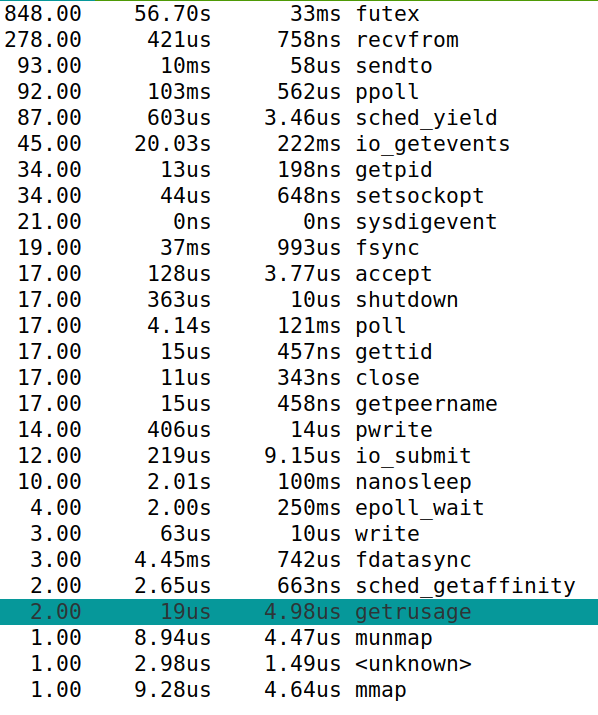 848.00 56.70s 33ms futex
278.00 421us 758ns recvfrom
93.00 10ms 58us sendto
92.00 103ms 562us ppoll
87.00 603us 3.46us sched_yield
45.00 20.03s 222ms io_getevents
34.00 13us 198ns getpid
34.00 44us 648ns setsockopt
21.00 0ns 0ns sysdigevent
19.00 37ms 993us fsync
17.00 128us 3.77us accept
17.00 363us 10us shutdown
17.00 4.14s 121ms poll
17.00 15us 457ns gettid
17.00 11us 343ns close
17.00 15us 458ns getpeername
14.00 406us 14us pwrite
12.00 219us 9.15us io_submit
10.00 2.01s 100ms nanosleep
4.00 2.00s 250ms epoll_wait
3.00 63us 10us write
3.00 4.45ms 742us fdatasync
2.00 2.65us 663ns sched_getaffinity
2.00 19us 4.98us getrusage
1.00 8.94us 4.47us munmap
1.00 2.98us 1.49us <unknown>
1.00 9.28us 4.64us mmap